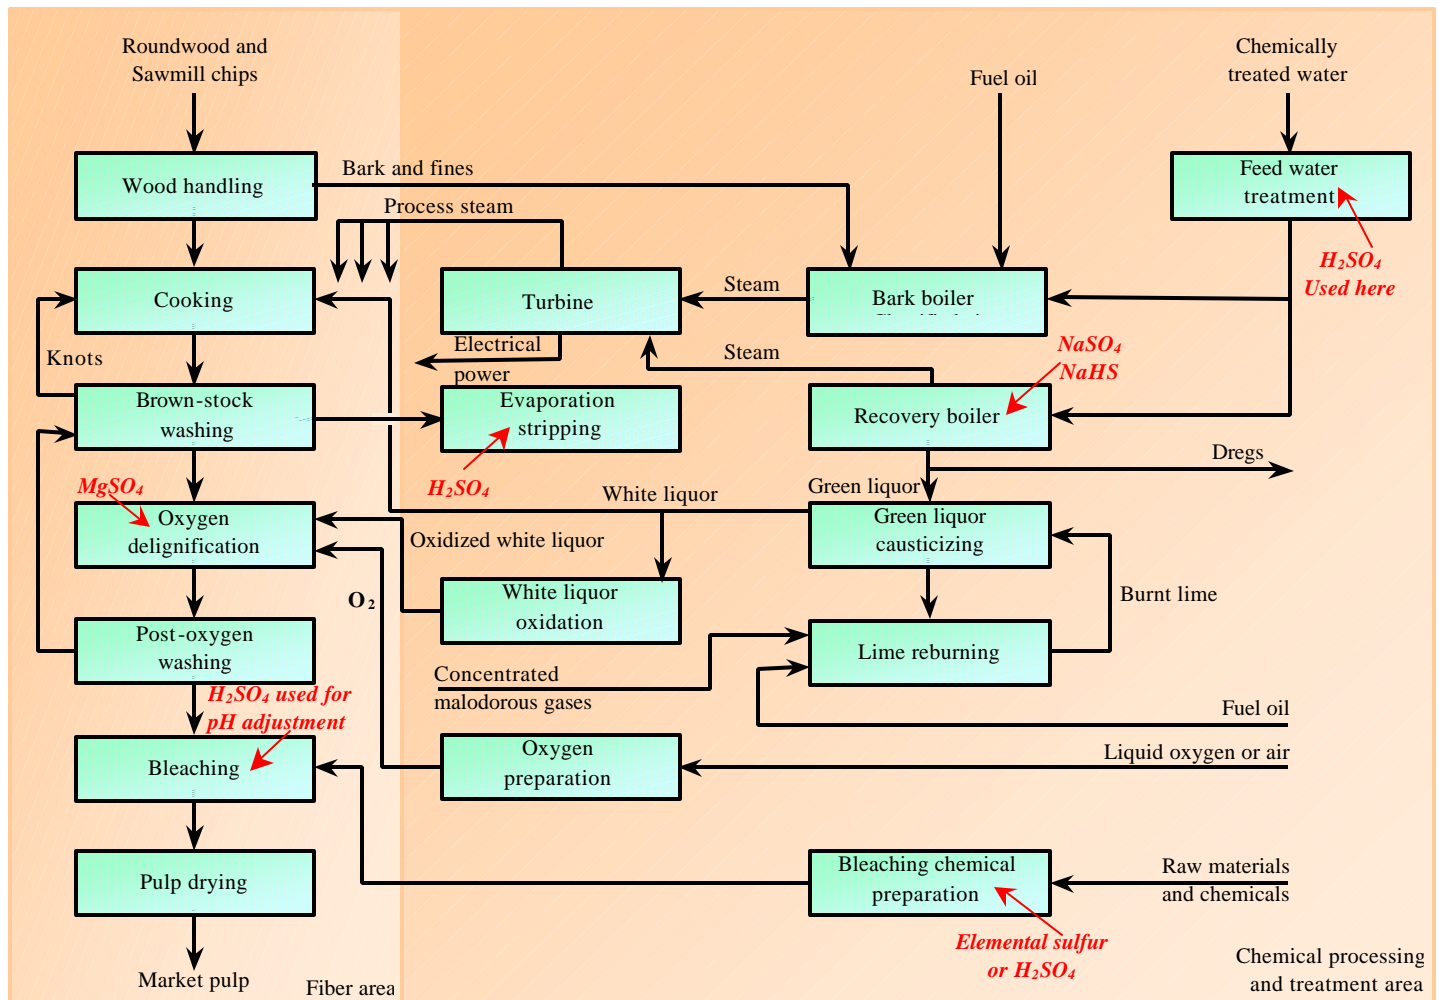 Roundwood and
Sawmill chips
Fuel oil
Chemically
treated water
Bark and fines
Wood handling
Feed water
treatment
Process steam
H₂SO₄
Used here
Cooking
Turbine
Steam
Bark boiler
Knots
Electrical
power
Steam
NaSO₄
NaHS
Brown-stock
washing
Evaporation
stripping
Recovery boiler
Dregs
MgSO₄
H₂SO₄
White liquor
Green liquor
Oxygen
delignification
Oxidized white liquor
Green liquor
causticizing
O₂
White liquor
oxidation
Burnt lime
Post-oxygen
washing
Lime reburning
Concentrated
malodorous gases
H₂SO₄ used for
pH adjustment
Fuel oil
Bleaching
Oxygen
preparation
Liquid oxygen or air
Pulp drying
Bleaching chemical
preparation
Raw materials
and chemicals
Elemental sulfur
or H₂SO₄
Market pulp
Fiber area
Chemical processing
and treatment area